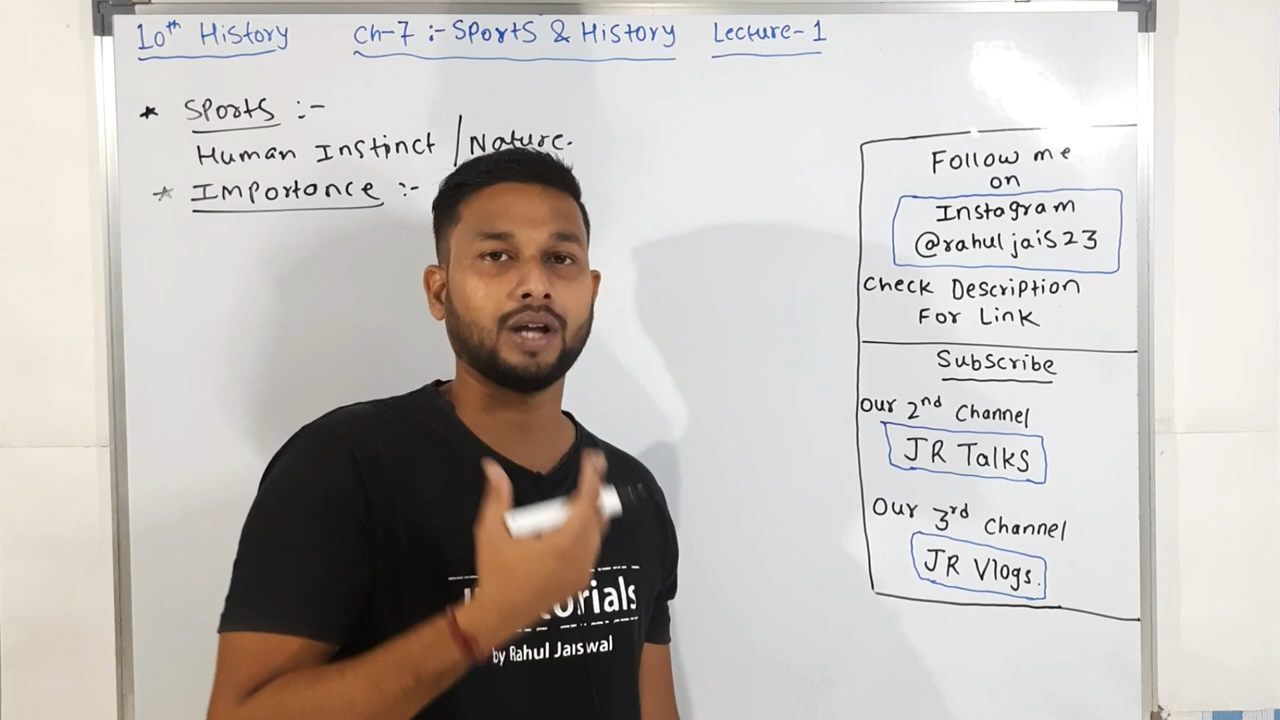 10th History Ch-7 :- Sports & History Lecture-1
* Sports :-
Human Instinct / Nature.
* Importance :-
Follow me
on
Instagram
@rahuljais23
Check Description
For Link
Subscribe
Our 2nd Channel
JR Talks
Our 3rd Channel
JR Vlogs.
by Rahul Jaiswal